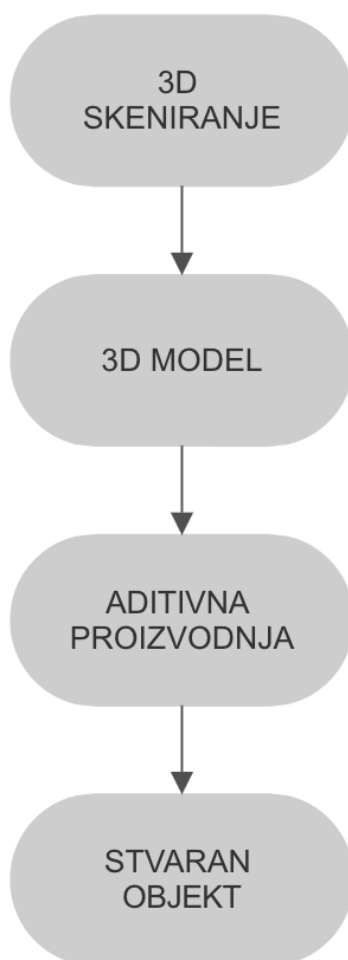 3D
SKENIRANJE
3D MODEL
ADITIVNA
PROIZVODNJA
STVARAN
OBJEKT